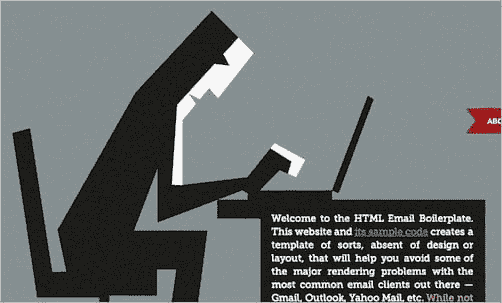 ABO
Welcome to the HTML Email Boilerplate.
This website and its sample code creates a
template of sorts, absent of design or
layout, that will help you avoid some of
the major rendering problems with the
most common email clients out there —
Gmail, Outlook, Yahoo Mail, etc. While not